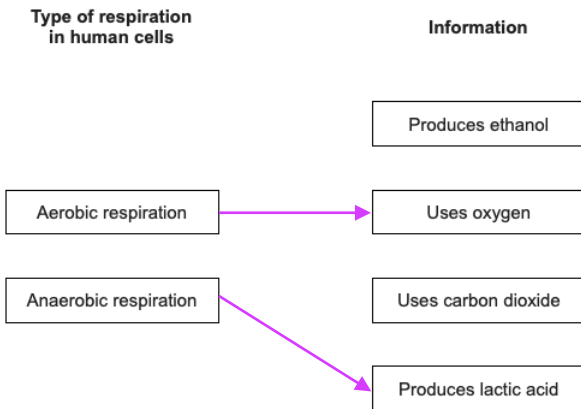 Type of respiration
in human cells
Information
Produces ethanol
Aerobic respiration
Uses oxygen
Anaerobic respiration
Uses carbon dioxide
Produces lactic acid